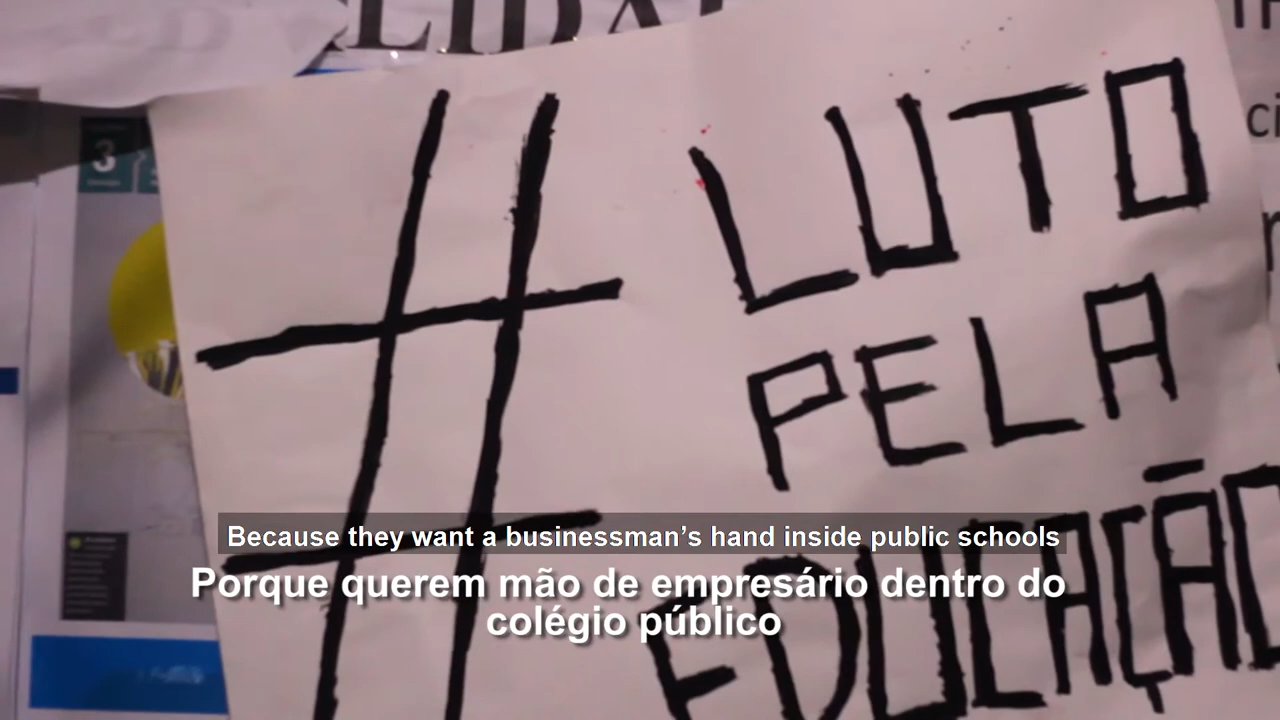 3
# LUTO
PELA
EDUCAÇÃO
Because they want a businessman’s hand inside public schools
Porque querem mão de empresário dentro do
colégio público